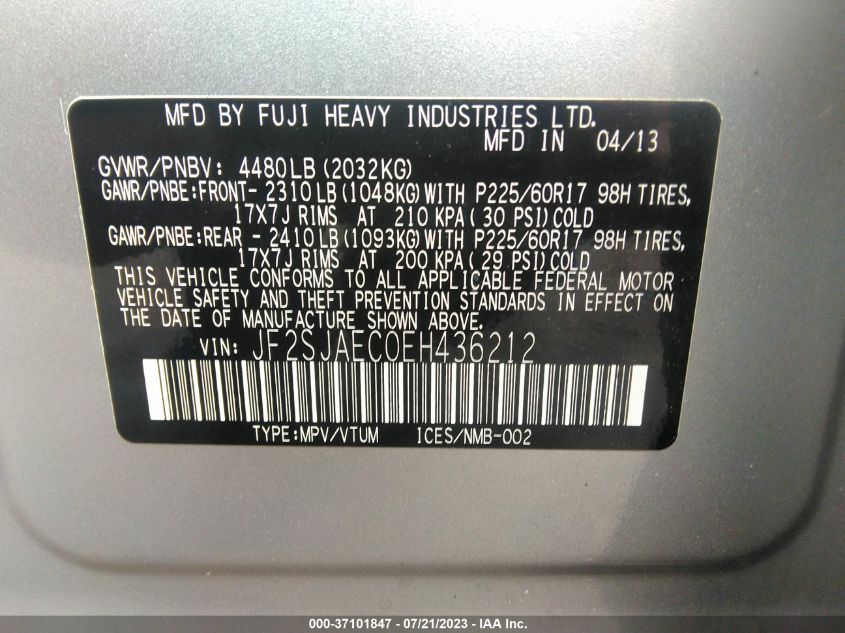 MFD BY FUJI HEAVY INDUSTRIES LTD.
MFD IN 04/13
GVWR/PNBV: 4480LB(2032KG)
GAWR/PNBE:FRONT- 2310LB(1048KG)WITH P225/60R17 98H TIRES,
17X7J RIMS AT 210 KPA(30 PSI)COLD
GAWR/PNBE:REAR - 2410LB(1093KG)WITH P225/60R17 98H TIRES,
17X7J RIMS AT 200 KPA(29 PSI)COLD
THIS VEHICLE CONFORMS TO ALL APPLICABLE FEDERAL MOTOR
VEHICLE SAFETY AND THEFT PREVENTION STANDARDS IN EFFECT ON
THE DATE OF MANUFACTURE SHOWN ABOVE.
VIN: JF2SJAEC0EH436212
TYPE:MPV/VTUM ICES/NMB-002
000-37101847 - 07/21/2023 - IAA Inc.